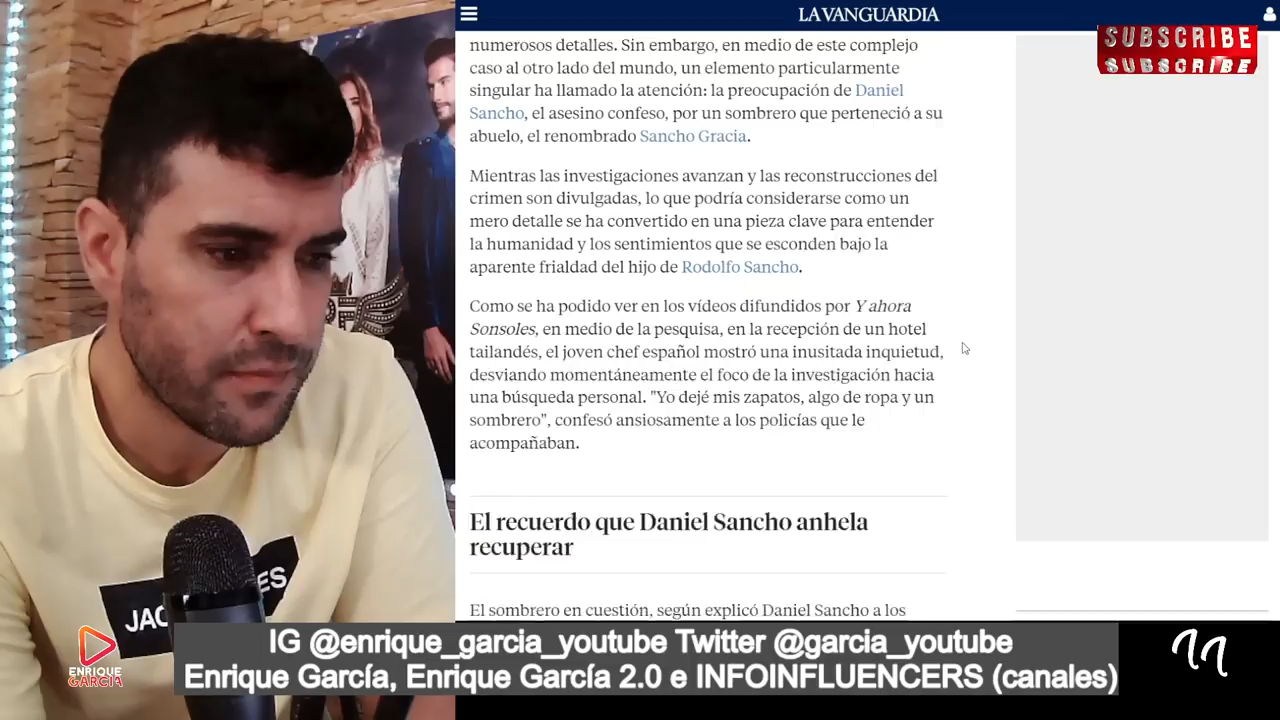 LAVANGUARDIA
SUBSCRIBE
SUBSCRIBE
numerosos detalles. Sin embargo, en medio de este complejo
caso al otro lado del mundo, un elemento particularmente
singular ha llamado la atención: la preocupación de Daniel
Sancho, el asesino confeso, por un sombrero que perteneció a su
abuelo, el renombrado Sancho Gracia.
Mientras las investigaciones avanzan y las reconstrucciones del
crimen son divulgadas, lo que podría considerarse como un
mero detalle se ha convertido en una pieza clave para entender
la humanidad y los sentimientos que se esconden bajo la
aparente frialdad del hijo de Rodolfo Sancho.
Como se ha podido ver en los vídeos difundidos por Y ahora
Sonsoles, en medio de la pesquisa, en la recepción de un hotel
tailandés, el joven chef español mostró una inusitada inquietud,
desviando momentáneamente el foco de la investigación hacia
una búsqueda personal. "Yo dejé mis zapatos, algo de ropa y un
sombrero", confesó ansiosamente a los policías que le
acompañaban.
El recuerdo que Daniel Sancho anhela
recuperar
El sombrero en cuestión, según explicó Daniel Sancho a los
IG @enrique_garcia_youtube Twitter @garcia_youtube
Enrique García, Enrique García 2.0 e INFOINFLUENCERS (canales)
ENRIQUE
GARCÍA